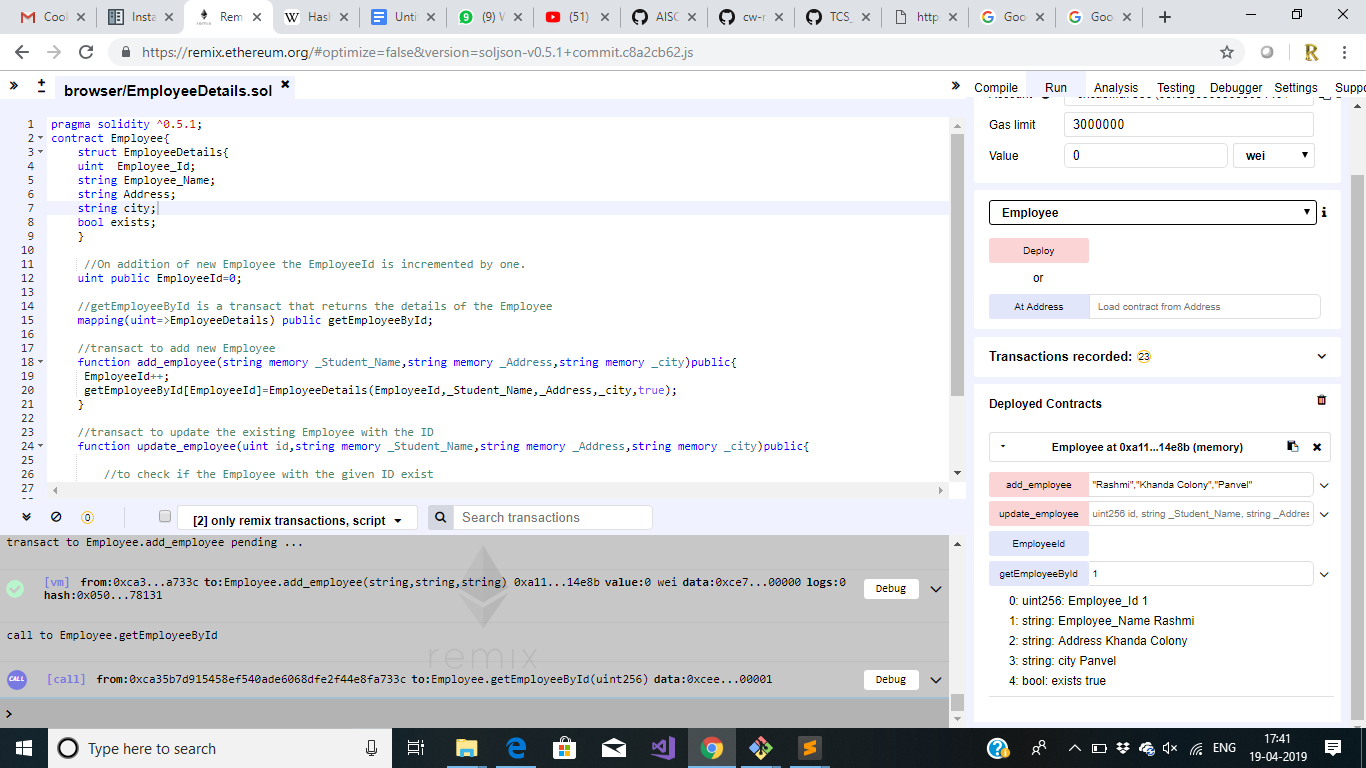 Cool
Insta
Rem
Hash
Unti
(9) W
(51)
AISC
cw-r
TCS_
http
Goo
Goo
https://remix.ethereum.org/#optimize=false&version=soljson-v0.5.1+commit.c8a2cb62.js
browser/EmployeeDetails.sol
Compile Run Analysis Testing Debugger Settings Suppo
1 pragma solidity ^0.5.1;
2 contract Employee{
3 struct EmployeeDetails{
4 uint  Employee_Id;
5 string Employee_Name;
6 string Address;
7 string city;
8 bool exists;
9 }
10
11 //On addition of new Employee the EmployeeId is incremented by one.
12 uint public EmployeeId=0;
13
14 //getEmployeeById is a transact that returns the details of the Employee
15 mapping(uint=>EmployeeDetails) public getEmployeeById;
16
17 //transact to add new Employee
18 function add_employee(string memory _Student_Name,string memory _Address,string memory _city)public{
19 EmployeeId++;
20 getEmployeeById[EmployeeId]=EmployeeDetails(EmployeeId,_Student_Name,_Address,_city,true);
21 }
22
23 //transact to update the existing Employee with the ID
24 function update_employee(uint id,string memory _Student_Name,string memory _Address,string memory _city)public{
25
26 //to check if the Employee with the given ID exist
27
0
[2] only remix transactions, script
Search transactions
transact to Employee.add_employee pending ...
[vm] from:0xca3...a733c to:Employee.add_employee(string,string,string) 0xa11...14e8b value:0 wei data:0xce7...00000 logs:0
hash:0x050...78131
Debug
call to Employee.getEmployeeById
remix
CALL [call] from:0xca35b7d915458ef540ade6068dfe2f44e8fa733c to:Employee.getEmployeeById(uint256) data:0xcee...00001
Debug
>
Gas limit 3000000
Value 0 wei
Employee
Deploy
or
At Address Load contract from Address
Transactions recorded: 23
Deployed Contracts
Employee at 0xa11...14e8b (memory)
add_employee "Rashmi","Khanda Colony","Panvel"
update_employee uint256 id, string _Student_Name, string _Addres
EmployeeId
getEmployeeById 1
0: uint256: Employee_Id 1
1: string: Employee_Name Rashmi
2: string: Address Khanda Colony
3: string: city Panvel
4: bool: exists true
Type here to search
ENG
17:41
19-04-2019